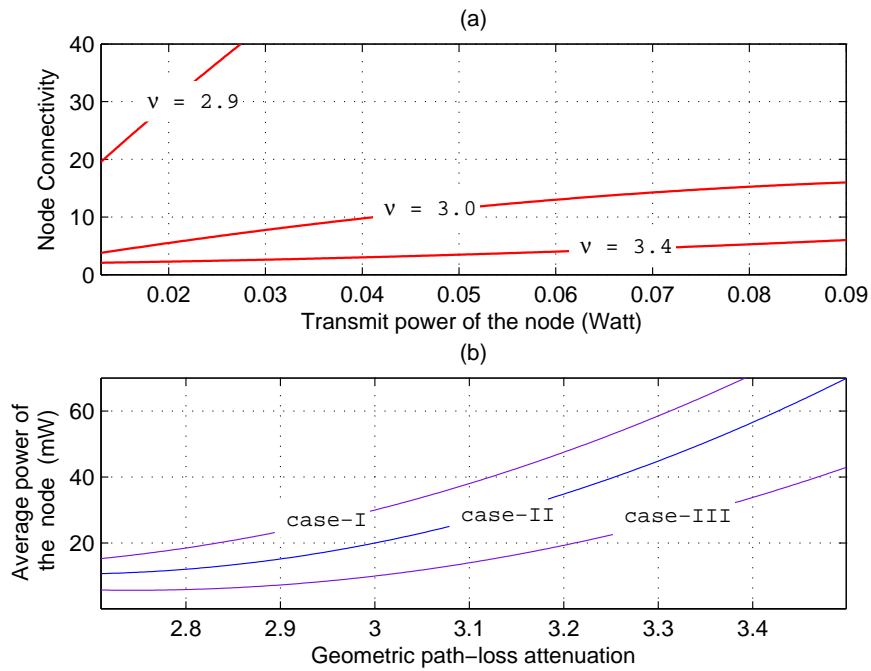 (a)
Node Connectivity
40
30
20
10
0
ν = 2.9
ν = 3.0
ν = 3.4
0.02 0.03 0.04 0.05 0.06 0.07 0.08 0.09
Transmit power of the node (Watt)
(b)
Average power of
the node (mW)
60
40
20
case-I
case-II
case-III
2.8 2.9 3 3.1 3.2 3.3 3.4
Geometric path-loss attenuation